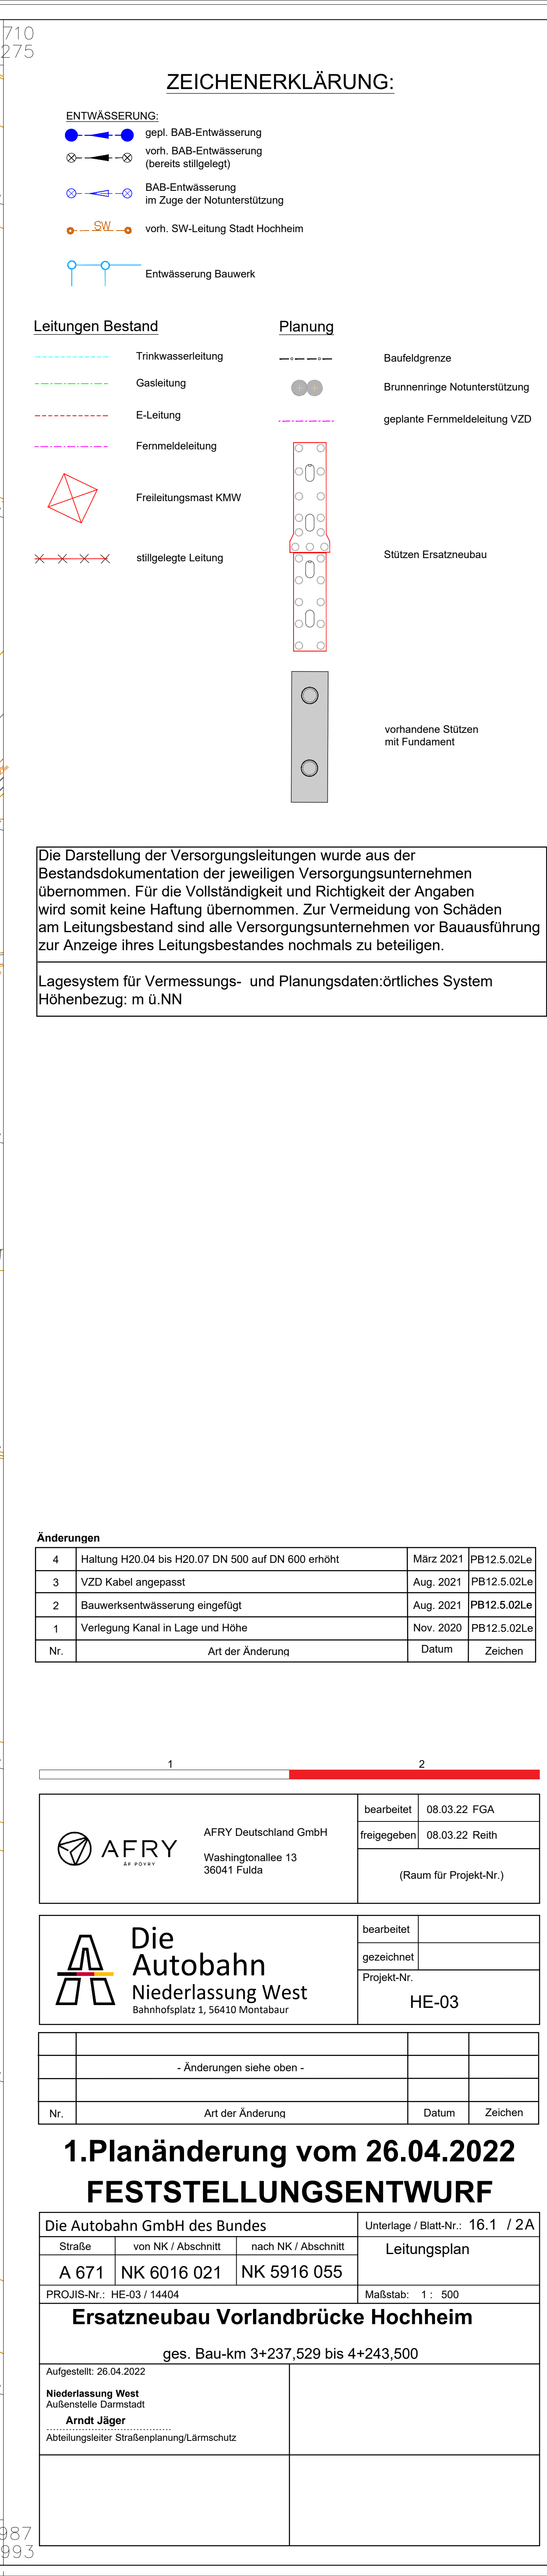 710
275
ZEICHENERKLÄRUNG:
ENTWÄSSERUNG:
gepl. BAB-Entwässerung
vorh. BAB-Entwässerung
(bereits stillgelegt)
BAB-Entwässerung
im Zuge der Notunterstützung
SW
vorh. SW-Leitung Stadt Hochheim
Entwässerung Bauwerk
Leitungen Bestand
Trinkwasserleitung
Gasleitung
E-Leitung
Fernmeldeleitung
Freileitungsmast KMW
stillgelegte Leitung
Planung
Baufeldgrenze
Brunnenringe Notunterstützung
geplante Fernmeldeleitung VZD
Stützen Ersatzneubau
vorhandene Stützen
mit Fundament
Die Darstellung der Versorgungsleitungen wurde aus der
Bestandsdokumentation der jeweiligen Versorgungsunternehmen
übernommen. Für die Vollständigkeit und Richtigkeit der Angaben
wird somit keine Haftung übernommen. Zur Vermeidung von Schäden
am Leitungsbestand sind alle Versorgungsunternehmen vor Bauausführung
zur Anzeige ihres Leitungsbestandes nochmals zu beteiligen.
Lagesystem für Vermessungs- und Planungsdaten:örtliches System
Höhenbezug: m ü.NN
Änderungen
4 Haltung H20.04 bis H20.07 DN 500 auf DN 600 erhöht März 2021 PB12.5.02Le
3 VZD Kabel angepasst Aug. 2021 PB12.5.02Le
2 Bauwerksentwässerung eingefügt Aug. 2021 PB12.5.02Le
1 Verlegung Kanal in Lage und Höhe Nov. 2020 PB12.5.02Le
Nr. Art der Änderung Datum Zeichen
1 2
AFRY
ÅF PÖYRY
AFRY Deutschland GmbH
Washingtonallee 13
36041 Fulda
bearbeitet 08.03.22 FGA
freigegeben 08.03.22 Reith
(Raum für Projekt-Nr.)
Die
Autobahn
Niederlassung West
Bahnhofsplatz 1, 56410 Montabaur
bearbeitet
gezeichnet
Projekt-Nr.
HE-03
- Änderungen siehe oben -
Nr. Art der Änderung Datum Zeichen
1.Planänderung vom 26.04.2022
FESTSTELLUNGSENTWURF
Die Autobahn GmbH des Bundes
Unterlage / Blatt-Nr.: 16.1 / 2A
Straße von NK / Abschnitt nach NK / Abschnitt
Leitungsplan
A 671 NK 6016 021 NK 5916 055
PROJIS-Nr.: HE-03 / 14404
Maßstab: 1 : 500
Ersatzneubau Vorlandbrücke Hochheim
ges. Bau-km 3+237,529 bis 4+243,500
Aufgestellt: 26.04.2022
Niederlassung West
Außenstelle Darmstadt
Arndt Jäger
Abteilungsleiter Straßenplanung/Lärmschutz
987
993